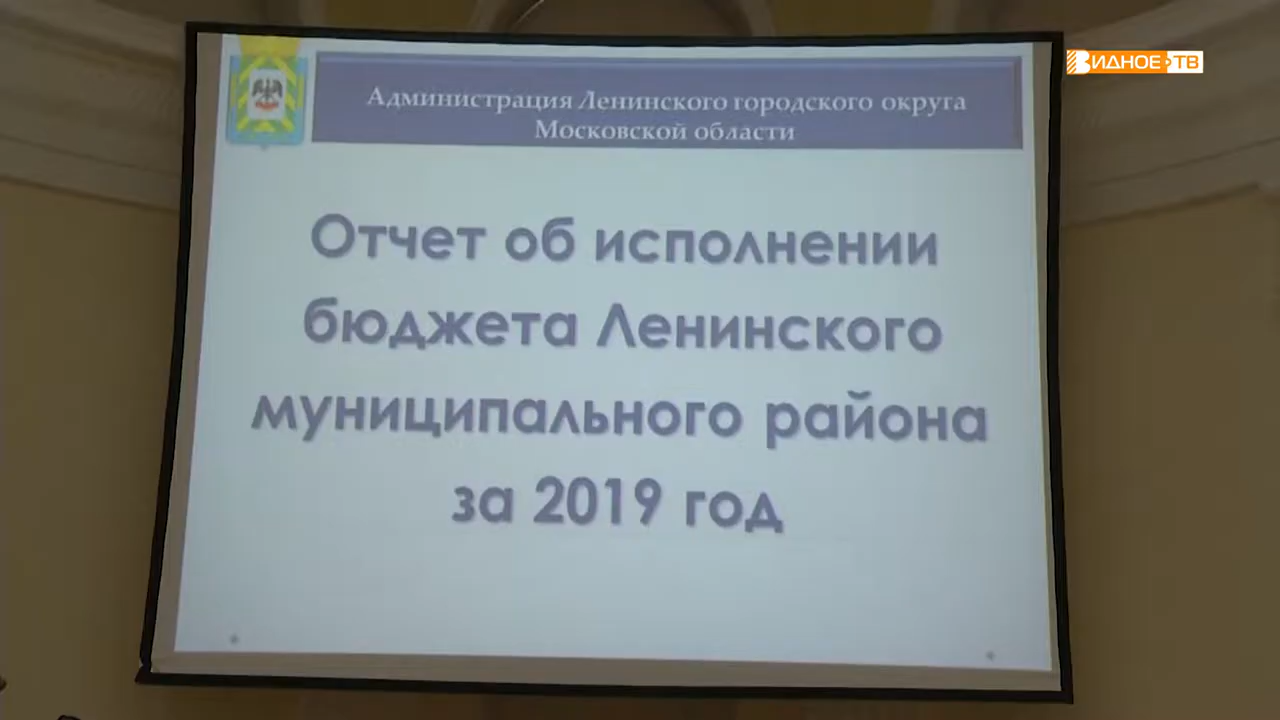 ВИДНОЕ ТВ
Администрация Ленинского городского округа
Московской области
Отчет об исполнении
бюджета Ленинского
муниципального района
за 2019 год